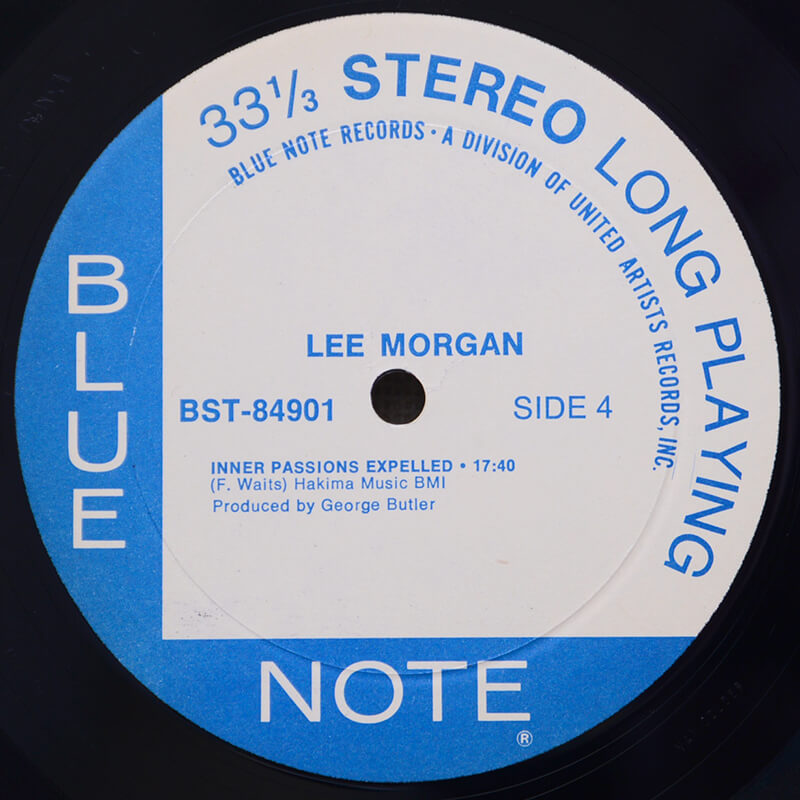 33⅓ STEREO LONG PLAYING
BLUE NOTE RECORDS • A DIVISION OF UNITED ARTISTS RECORDS, INC.
BLUE
LEE MORGAN
BST-84901
SIDE 4
INNER PASSIONS EXPELLED • 17:40
(F. Waits) Hakima Music BMI
Produced by George Butler
NOTE
®